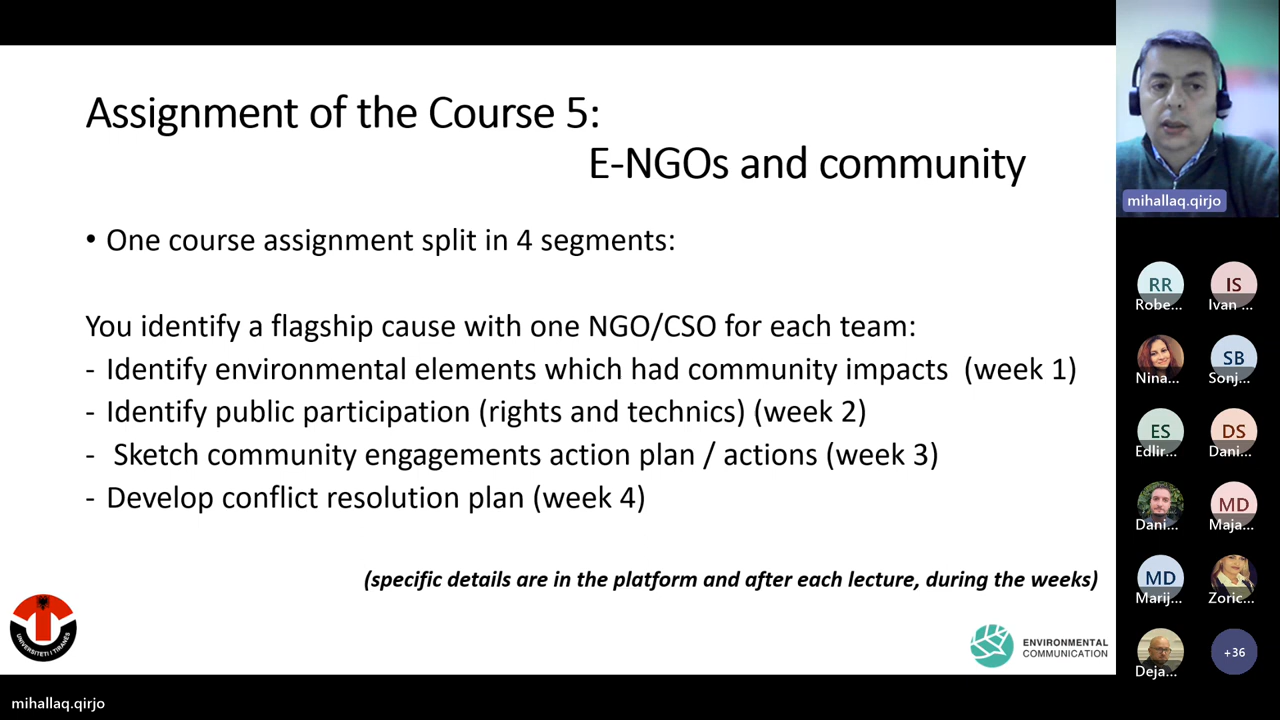 Assignment of the Course 5:
E-NGOs and community
• One course assignment split in 4 segments:
You identify a flagship cause with one NGO/CSO for each team:
- Identify environmental elements which had community impacts (week 1)
- Identify public participation (rights and technics) (week 2)
- Sketch community engagements action plan / actions (week 3)
- Develop conflict resolution plan (week 4)
(specific details are in the platform and after each lecture, during the weeks)
UNIVERSITETI I TIRANËS
ENVIRONMENTAL
COMMUNICATION
mihallaq.qirjo
RR
IS
Robe...
Ivan ...
SB
Nina...
Sonj...
ES
DS
Edlir...
Dani...
MD
Dani...
Maja...
MD
Marij...
Zoric...
+36
Deja...
mihallaq.qirjo